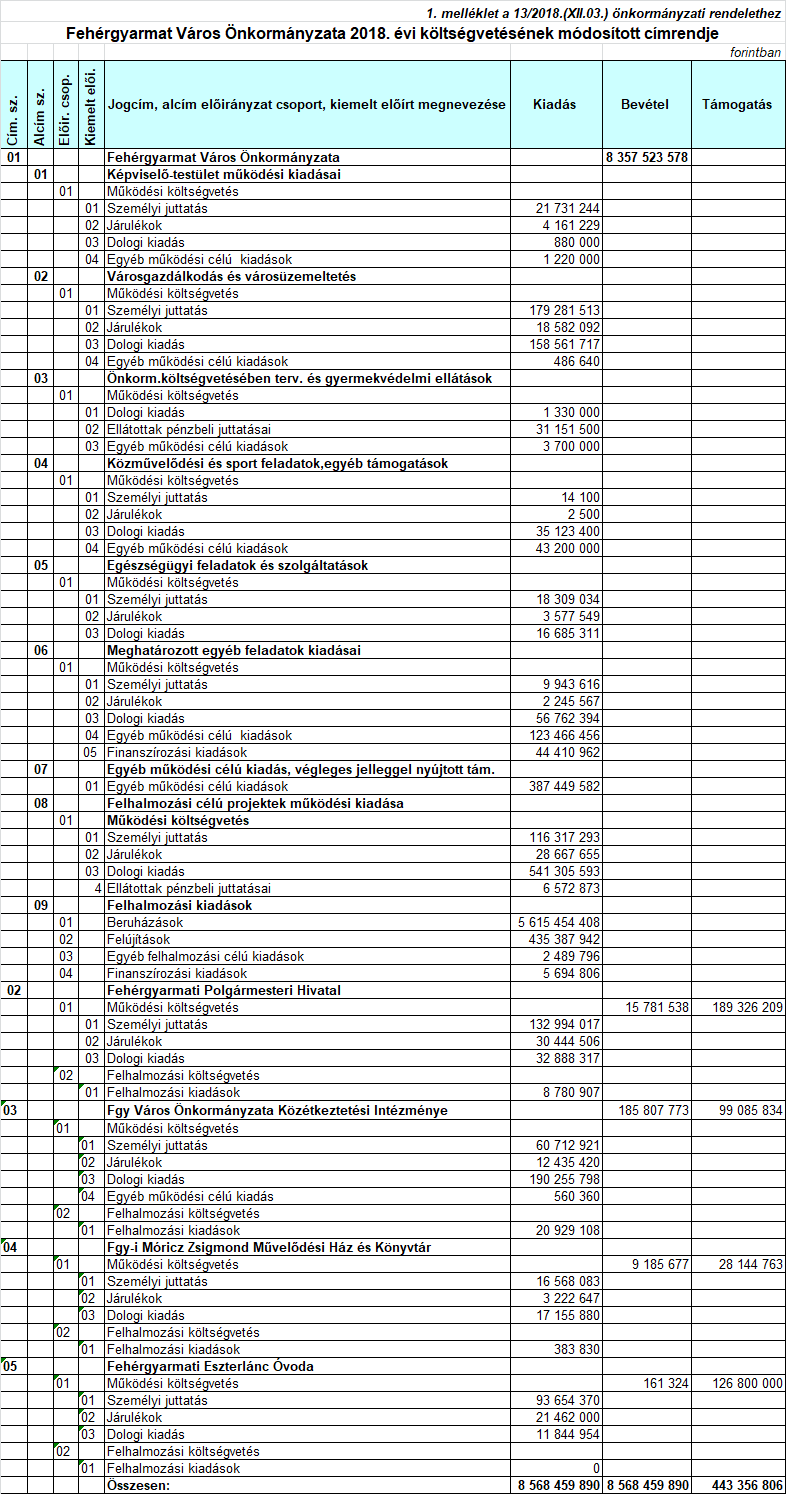 1. melléklet a 13/2018.(XII.03.) önkormányzati rendelethez
Fehérgyarmat Város Önkormányzata 2018. évi költségvetésének módosított címrendje
forintban
Cím. sz. Alcím sz. Előir. csop. Kiemelt elői. Jogcím, alcím előirányzat csoport, kiemelt előirt megnevezése Kiadás Bevétel Támogatás
01 Fehérgyarmat Város Önkormányzata 8 357 523 578
01 Képviselő-testület működési kiadásai
01 Működési költségvetés
01 Személyi juttatás 21 731 244
02 Járulékok 4 161 229
03 Dologi kiadás 880 000
04 Egyéb működési célú kiadások 1 220 000
02 Városgazdálkodás és városüzemeltetés
01 Működési költségvetés
01 Személyi juttatás 179 281 513
02 Járulékok 18 582 092
03 Dologi kiadás 158 561 717
04 Egyéb működési célú kiadások 486 640
03 Önkorm.költségvetésében terv. és gyermekvédelmi ellátások
01 Működési költségvetés
01 Dologi kiadás 1 330 000
02 Ellátottak pénzbeli juttatásai 31 151 500
03 Egyéb működési célú kiadások 3 700 000
04 Közművelődési és sport feladatok,egyéb támogatások
01 Működési költségvetés
01 Személyi juttatás 14 100
02 Járulékok 2 500
03 Dologi kiadás 35 123 400
04 Egyéb működési célú kiadások 43 200 000
05 Egészségügyi feladatok és szolgáltatások
01 Működési költségvetés
01 Személyi juttatás 18 309 034
02 Járulékok 3 577 549
03 Dologi kiadás 16 685 311
06 Meghatározott egyéb feladatok kiadásai
01 Működési költségvetés
01 Személyi juttatás 9 943 616
02 Járulékok 2 245 567
03 Dologi kiadás 56 762 394
04 Egyéb működési célú kiadások 123 466 456
05 Finanszírozási kiadások 44 410 962
07 Egyéb működési célú kiadás, végleges jelleggel nyújtott tám.
01 Egyéb működési célú kiadások 387 449 582
08 Felhalmozási célú projektek működési kiadása
01 Működési költségvetés
01 Személyi juttatás 116 317 293
02 Járulékok 28 667 655
03 Dologi kiadás 541 305 593
4 Ellátottak pénzbeli juttatásai 6 572 873
09 Felhalmozási kiadások
01 Beruházások 5 615 454 408
02 Felújítások 435 387 942
03 Egyéb felhalmozási célú kiadások 2 489 796
04 Finanszírozási kiadások 5 694 806
02 Fehérgyarmati Polgármesteri Hivatal
01 Működési költségvetés 15 781 538 189 326 209
01 Személyi juttatás 132 994 017
02 Járulékok 30 444 506
03 Dologi kiadás 32 888 317
02 Felhalmozási költségvetés
01 Felhalmozási kiadások 8 780 907
03 Fgy Város Önkormányzata Közétkeztetési Intézménye 185 807 773 99 085 834
01 Működési költségvetés
01 Személyi juttatás 60 712 921
02 Járulékok 12 435 420
03 Dologi kiadás 190 255 798
04 Egyéb működési célú kiadás 560 360
02 Felhalmozási költségvetés
01 Felhalmozási kiadások 20 929 108
04 Fgy-i Móricz Zsigmond Művelődési Ház és Könyvtár
01 Működési költségvetés 9 185 677 28 144 763
01 Személyi juttatás 16 568 083
02 Járulékok 3 222 647
03 Dologi kiadás 17 155 880
02 Felhalmozási költségvetés
01 Felhalmozási kiadások 383 830
05 Fehérgyarmati Eszterlánc Óvoda
01 Működési költségvetés 161 324 126 800 000
01 Személyi juttatás 93 654 370
02 Járulékok 21 462 000
03 Dologi kiadás 11 844 954
02 Felhalmozási költségvetés
01 Felhalmozási kiadások 0
Összesen: 8 568 459 890 8 568 459 890 443 356 806